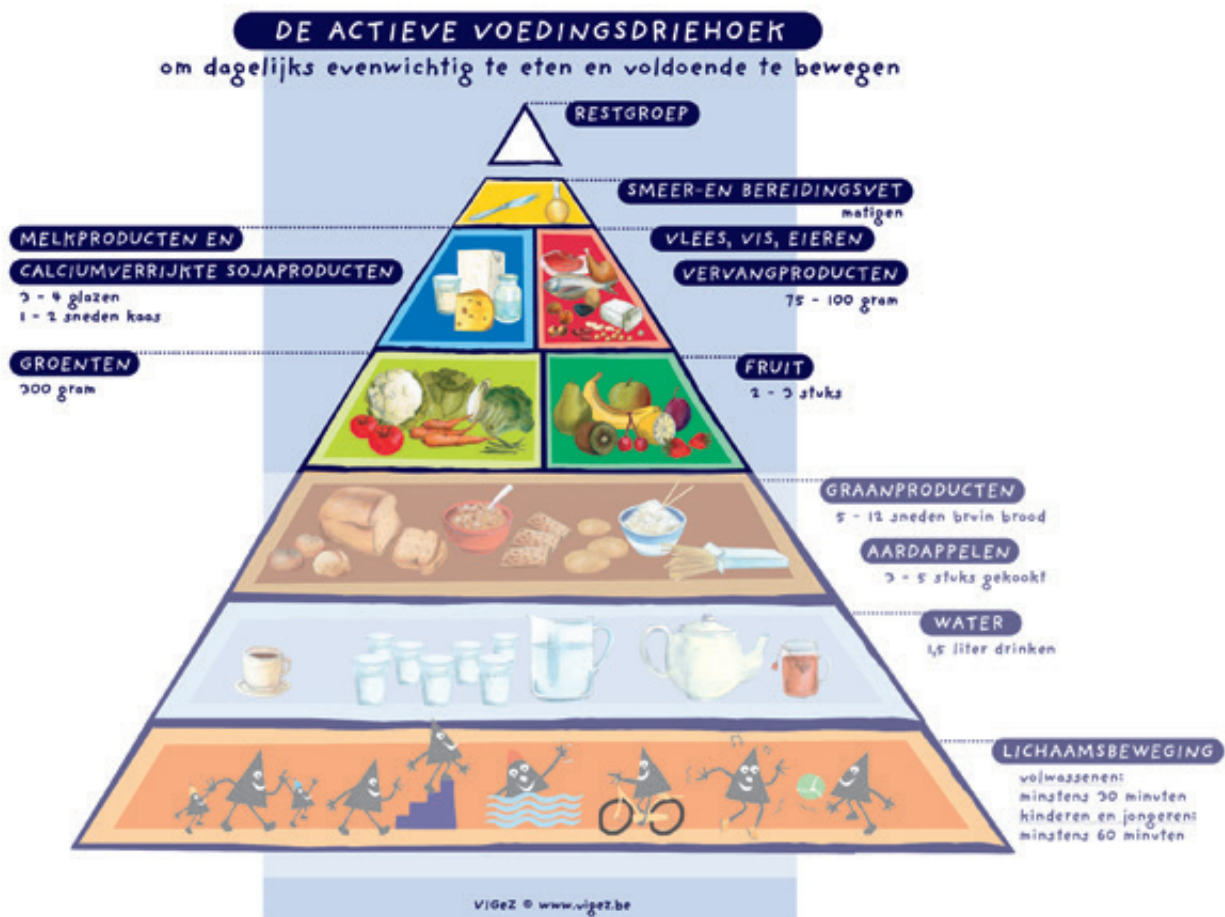 DE ACTIEVE VOEDINGSDRIEHOEK
om dagelijks evenwichtig te eten en voldoende te bewegen
RESTGROEP
SMEER-EN BEREIDINGSVET
matigen
MELKPRODUCTEN EN
CALCIUMVERRIJKTE SOJAPRODUCTEN
3 - 4 glazen
1 - 2 sneden kaas
VLEES, VIS, EIEREN
VERVANGPRODUCTEN
75 - 100 gram
GROENTEN
300 gram
FRUIT
2 - 3 stuks
GRAANPRODUCTEN
5 - 12 sneden bruin brood
AARDAPPELEN
3 - 5 stuks gekookt
WATER
1,5 liter drinken
LICHAAMSBEWEGING
volwassenen:
minstens 30 minuten
kinderen en jongeren:
minstens 60 minuten
VIGeZ © www.vigez.be